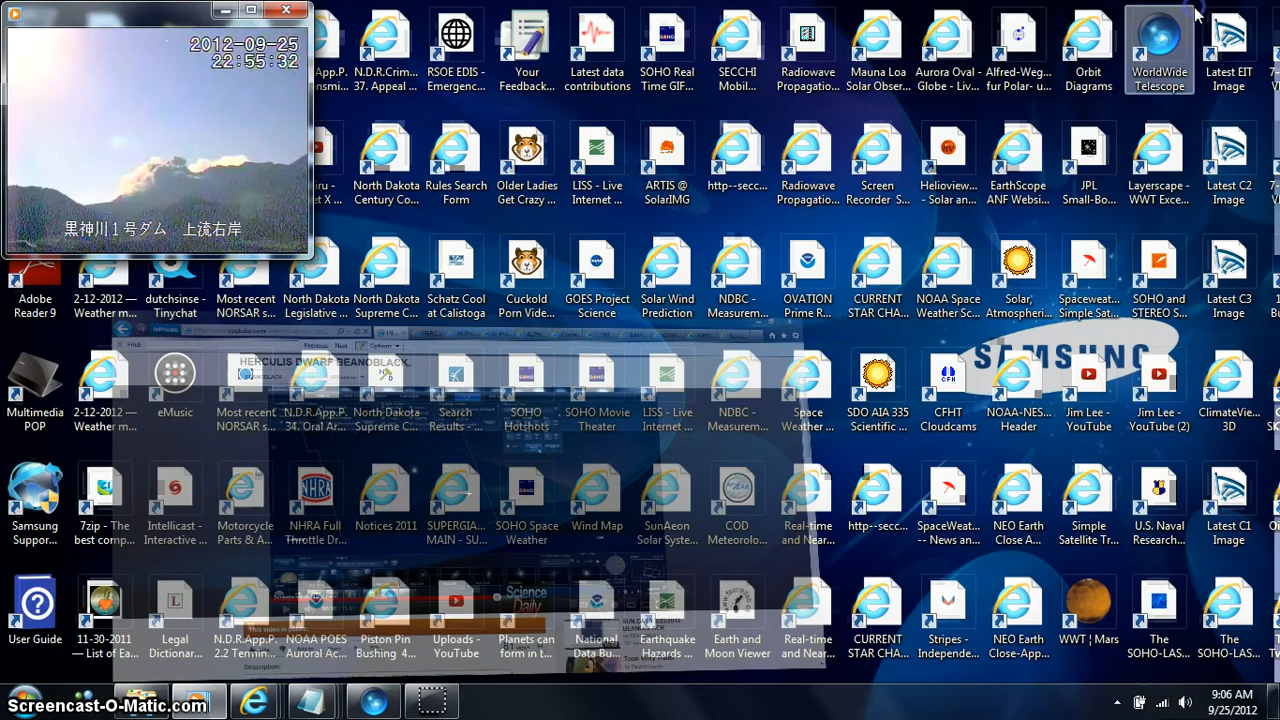 2012-09-25
22:55:32
黒神川１号ダム　上流右岸
N.D.R.Crim...
37. Appeal ...
RSOE EDIS -
Emergenc...
Your
Feedback...
Latest data
contributions
SOHO Real
Time GIF...
SECCHI
Mobil...
Radiowave
Propagatio...
Mauna Loa
Solar Obser...
Aurora Oval -
Globe - Liv...
Alfred-Weg...
fur Polar- u...
Orbit
Diagrams
WorldWide
Telescope
Latest EIT
Image
North Dakota
Century Co...
Rules Search
Form
Older Ladies
Get Crazy ...
LISS - Live
Internet ...
ARTIS @
SolarIMG
http--secc...
Radiowave
Propagatio...
Screen
Recorder S...
Helioview...
- Solar an...
EarthScope
ANF Websi...
JPL
Small-Bo...
Layerscape -
WWT Exce...
Latest C2
Image
Adobe
Reader 9
2-12-2012 —
Weather m...
dutchsinse -
Tinychat
Most recent
NORSAR s...
North Dakota
Legislative ...
North Dakota
Supreme C...
Schatz Cool
at Calistoga
Cuckold
Porn Vide...
GOES Project
Science
Solar Wind
Prediction
NDBC -
Measurem...
OVATION
Prime R...
CURRENT
STAR CHA...
NOAA Space
Weather Sc...
Solar,
Atmospheri...
Spaceweat...
Simple Sat...
SOHO and
STEREO S...
Latest C3
Image
InPrivate
Find:
Previous
Next
Options
HERCULIS DWARF BEANOBLACK.
SAMSUNG
Multimedia
POP
2-12-2012 —
Weather m...
eMusic
Most recent
NORSAR s...
N.D.R.App.P.
34. Oral Ar...
North Dakota
Supreme C...
Search
Results - ...
SOHO
Hotshots
SOHO Movie
Theater
LISS - Live
Internet ...
NDBC -
Measurem...
Space
Weather ...
SDO AIA 335
Scientific ...
CFHT
Cloudcams
NOAA-NES...
Header
Jim Lee -
YouTube
Jim Lee -
YouTube (2)
ClimateVie...
3D
Samsung
Suppor...
7zip - The
best comp...
Intellicast -
Interactive ...
Motorcycle
Parts & A...
NHRA Full
Throttle Dr...
Notices 2011
SUPERGIA...
MAIN - SU...
SOHO Space
Weather
Wind Map
SunAeon
Solar Syste...
COD
Meteorolo...
Real-time
and Near...
http--secc...
SpaceWeat...
-- News an...
NEO Earth
Close A...
Simple
Satellite Tr...
U.S. Naval
Research...
Latest C1
Image
Science
Daily
User Guide
11-30-2011
— List of Ea...
Legal
Dictionar...
N.D.R.App.P.
2.2 Termin...
NOAA POES
Auroral Ac...
Piston Pin
Bushing 4...
Uploads -
YouTube
Planets can
form in t...
National
Data Bu...
Earthquake
Hazards ...
Earth and
Moon Viewer
Real-time
and Near...
CURRENT
STAR CHA...
Stripes -
Independe...
NEO Earth
Close-App...
WWT | Mars
The
SOHO-LAS...
The
SOHO-LAS...
Screencast-O-Matic.com
9:06 AM
9/25/2012